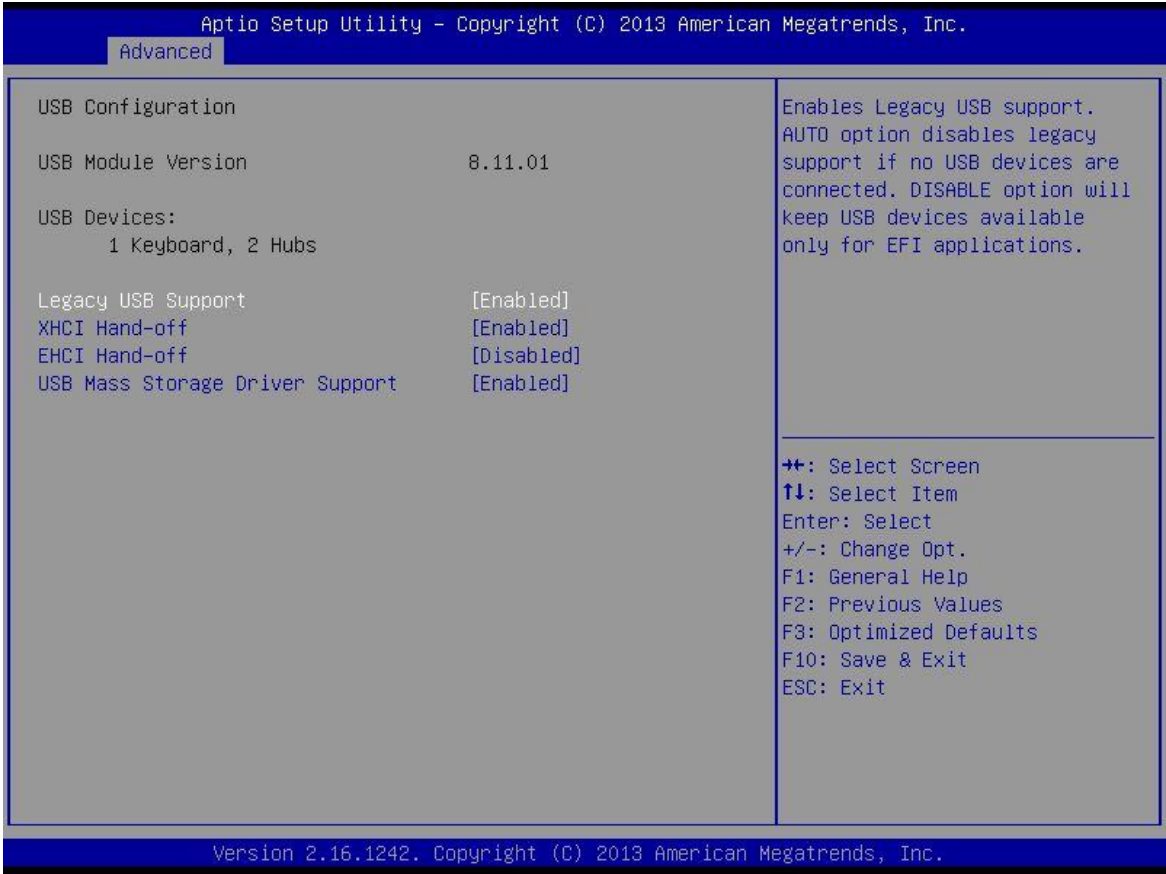 Aptio Setup Utility – Copyright (C) 2013 American Megatrends, Inc.
Advanced
USB Configuration
USB Module Version 8.11.01
USB Devices:
1 Keyboard, 2 Hubs
Legacy USB Support [Enabled]
XHCI Hand-off [Enabled]
EHCI Hand-off [Disabled]
USB Mass Storage Driver Support [Enabled]
Enables Legacy USB support.
AUTO option disables legacy
support if no USB devices are
connected. DISABLE option will
keep USB devices available
only for EFI applications.
→←: Select Screen
↑↓: Select Item
Enter: Select
+/-: Change Opt.
F1: General Help
F2: Previous Values
F3: Optimized Defaults
F10: Save & Exit
ESC: Exit
Version 2.16.1242. Copyright (C) 2013 American Megatrends, Inc.